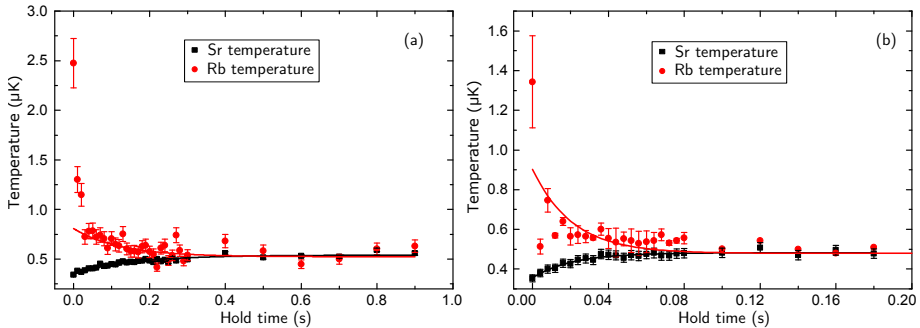 3.0
2.5
2.0
1.5
1.0
0.5
0.0
Temperature (µK)
Sr temperature
Rb temperature
(a)
0.0 0.2 0.4 0.6 0.8 1.0
Hold time (s)
1.6
1.4
1.2
1.0
0.8
0.6
0.4
Temperature (µK)
Sr temperature
Rb temperature
(b)
0.00 0.04 0.08 0.12 0.16 0.20
Hold time (s)